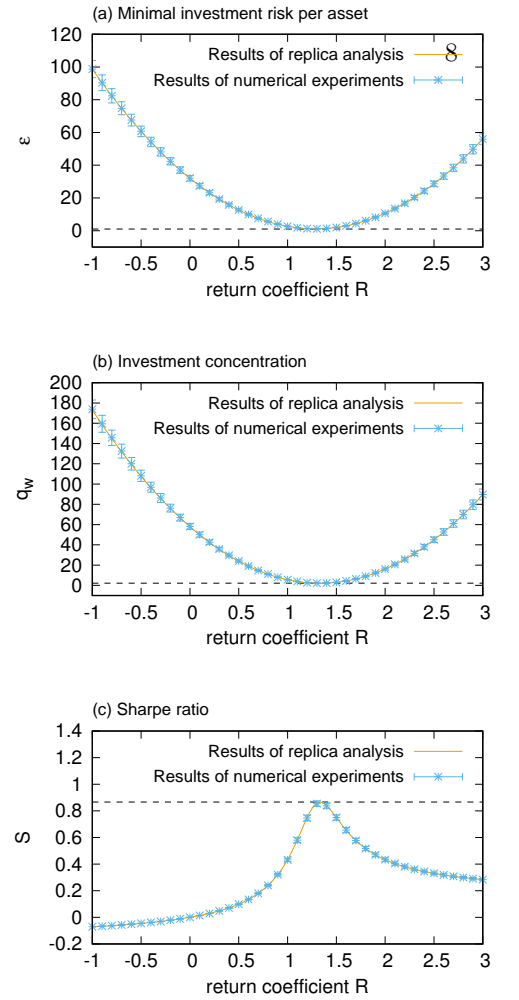 (a) Minimal investment risk per asset
120
100
80
60
40
20
0
ε
Results of replica analysis
8
Results of numerical experiments
-1 -0.5 0 0.5 1 1.5 2 2.5 3
return coefficient R
(b) Investment concentration
200
180
160
140
120
100
80
60
40
20
0
q_w
Results of replica analysis
Results of numerical experiments
-1 -0.5 0 0.5 1 1.5 2 2.5 3
return coefficient R
(c) Sharpe ratio
1.4
1.2
1
0.8
0.6
0.4
0.2
0
-0.2
S
Results of replica analysis
Results of numerical experiments
-1 -0.5 0 0.5 1 1.5 2 2.5 3
return coefficient R